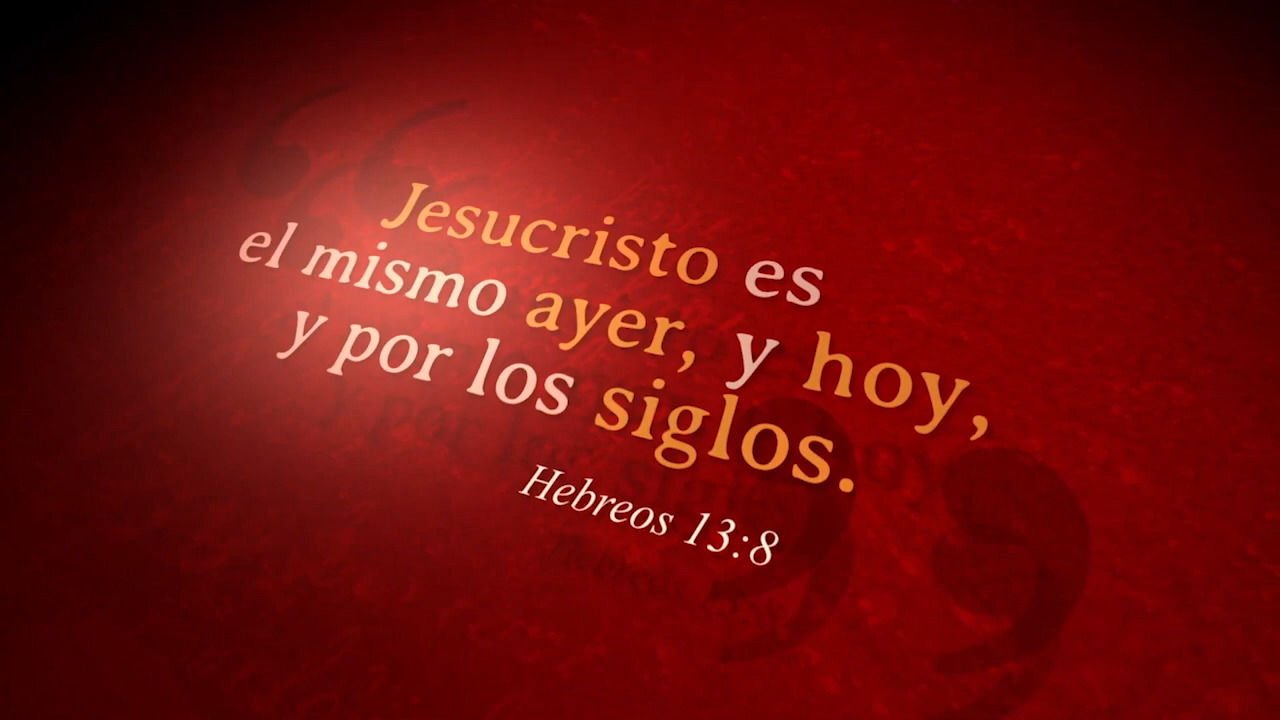 Jesucristo es
el mismo ayer, y hoy,
y por los siglos.
Hebreos 13:8